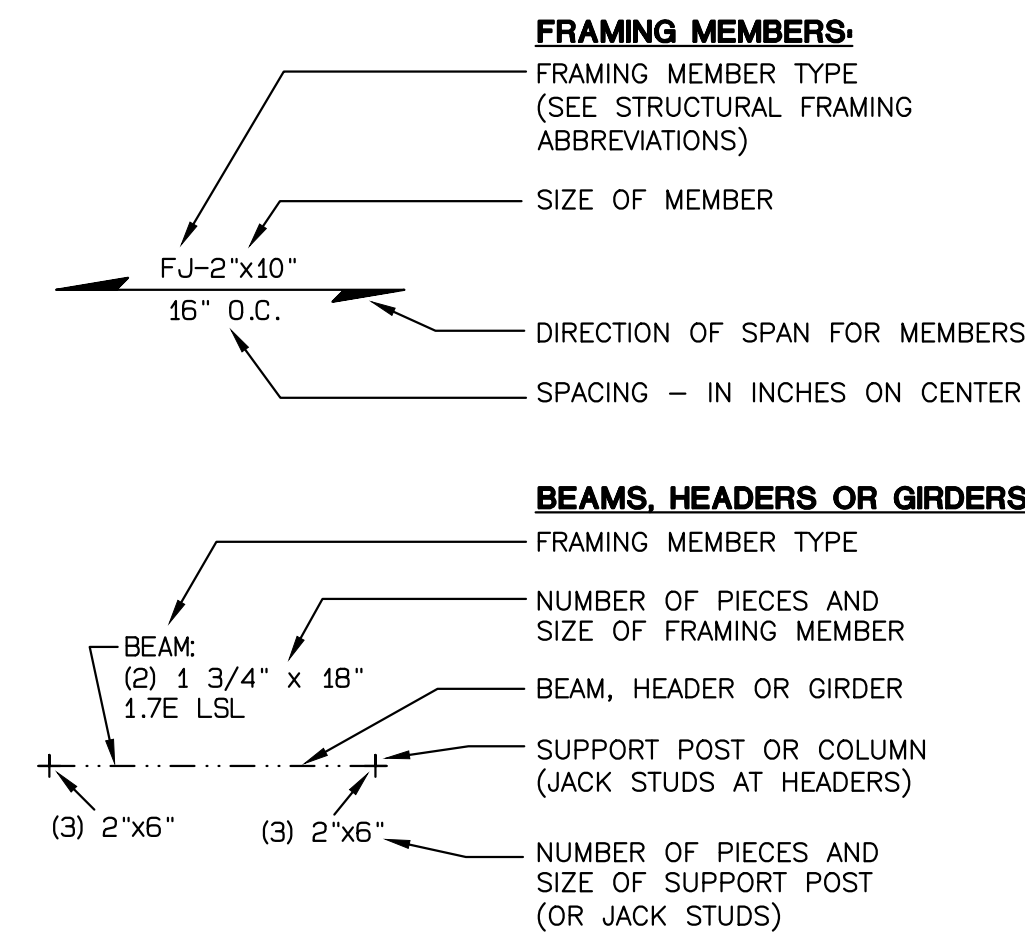 FRAMING MEMBERS:
FRAMING MEMBER TYPE
(SEE STRUCTURAL FRAMING
ABBREVIATIONS)
SIZE OF MEMBER
FJ-2"x10"
16" O.C.
DIRECTION OF SPAN FOR MEMBERS
SPACING – IN INCHES ON CENTER
BEAMS, HEADERS OR GIRDERS
FRAMING MEMBER TYPE
NUMBER OF PIECES AND
SIZE OF FRAMING MEMBER
BEAM:
(2) 1 3/4" x 18"
1.7E LSL
BEAM, HEADER OR GIRDER
SUPPORT POST OR COLUMN
(JACK STUDS AT HEADERS)
(3) 2"x6"
(3) 2"x6"
NUMBER OF PIECES AND
SIZE OF SUPPORT POST
(OR JACK STUDS)